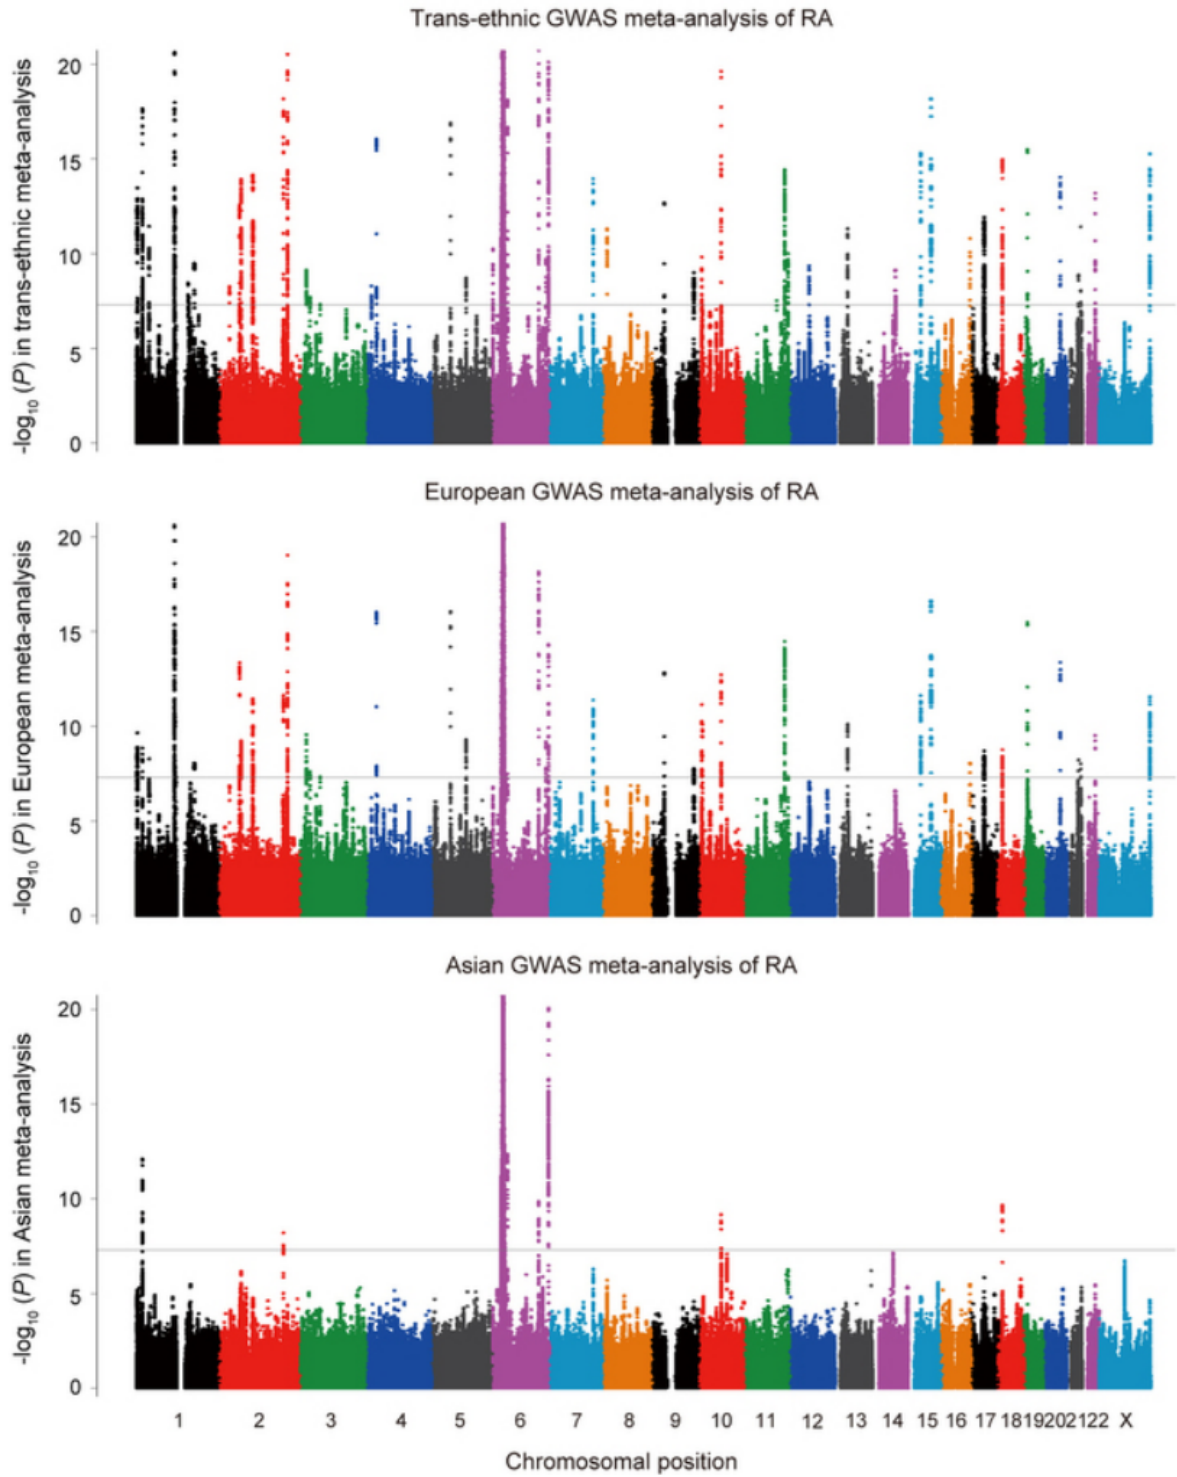 Trans-ethnic GWAS meta-analysis of RA
-log10 (P) in trans-ethnic meta-analysis
20
15
10
5
0
European GWAS meta-analysis of RA
-log10 (P) in European meta-analysis
20
15
10
5
0
Asian GWAS meta-analysis of RA
-log10 (P) in Asian meta-analysis
20
15
10
5
0
1 2 3 4 5 6 7 8 9 10 11 12 13 14 15 16 17 18 19 20 21 22 X
Chromosomal position